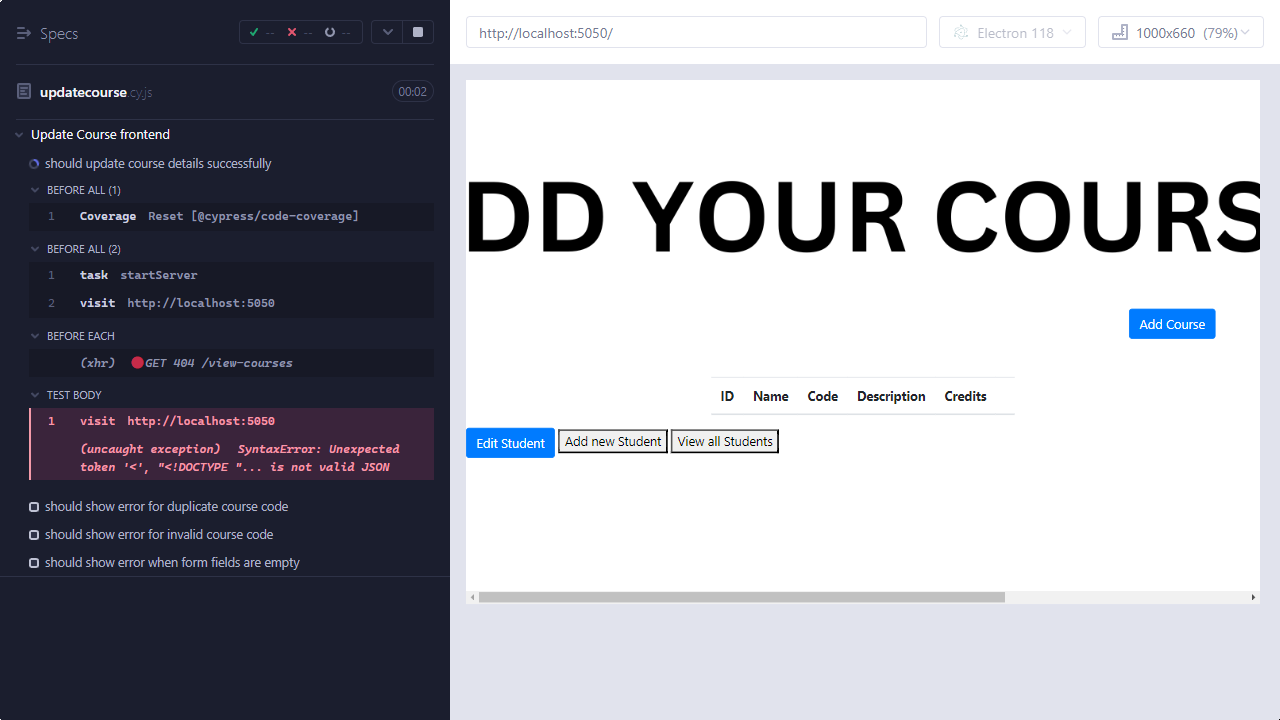 Specs
-- -- --
updatecourse.cy.js 00:02
Update Course frontend
should update course details successfully
BEFORE ALL (1)
1 Coverage Reset [@cypress/code-coverage]
BEFORE ALL (2)
1 task startServer
2 visit http://localhost:5050
BEFORE EACH
(xhr) GET 404 /view-courses
TEST BODY
1 visit http://localhost:5050
(uncaught exception) SyntaxError: Unexpected
token '<', "<!DOCTYPE "... is not valid JSON
should show error for duplicate course code
should show error for invalid course code
should show error when form fields are empty
http://localhost:5050/ Electron 118 1000x660 (79%)
DD YOUR COURS
Add Course
ID Name Code Description Credits
Edit Student Add new Student View all Students